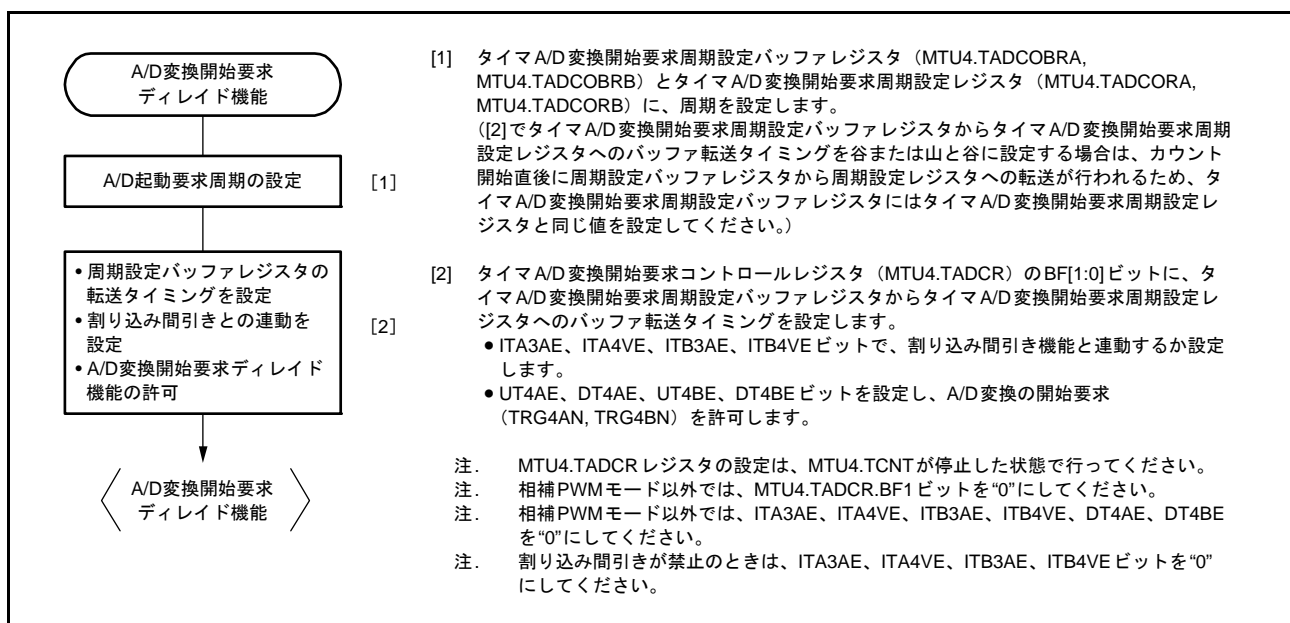 A/D変換開始要求
ディレイド機能
A/D起動要求周期の設定
[1]
• 周期設定バッファレジスタの
転送タイミングを設定
• 割り込み間引きとの連動を
設定
• A/D変換開始要求ディレイド
機能の許可
[2]
A/D変換開始要求
ディレイド機能
[1] タイマA/D変換開始要求周期設定バッファレジスタ（MTU4.TADCOBRA,
MTU4.TADCOBRB）とタイマA/D変換開始要求周期設定レジスタ（MTU4.TADCORA,
MTU4.TADCORB）に、周期を設定します。
（[2]でタイマA/D変換開始要求周期設定バッファレジスタからタイマA/D変換開始要求周期
設定レジスタへのバッファ転送タイミングを谷または山と谷に設定する場合は、カウント
開始直後に周期設定バッファレジスタから周期設定レジスタへの転送が行われるため、タ
イマA/D変換開始要求周期設定バッファレジスタにはタイマA/D変換開始要求周期設定レ
ジスタと同じ値を設定してください。）
[2] タイマA/D変換開始要求コントロールレジスタ（MTU4.TADCR）のBF[1:0]ビットに、タ
イマA/D変換開始要求周期設定バッファレジスタからタイマA/D変換開始要求周期設定レ
ジスタへのバッファ転送タイミングを設定します。
● ITA3AE、ITA4VE、ITB3AE、ITB4VEビットで、割り込み間引き機能と連動するか設定
します。
● UT4AE、DT4AE、UT4BE、DT4BEビットを設定し、A/D変換の開始要求
（TRG4AN, TRG4BN）を許可します。
注. MTU4.TADCRレジスタの設定は、MTU4.TCNTが停止した状態で行ってください。
注. 相補PWMモード以外では、MTU4.TADCR.BF1ビットを“0”にしてください。
注. 相補PWMモード以外では、ITA3AE、ITA4VE、ITB3AE、ITB4VE、DT4AE、DT4BE
を“0”にしてください。
注. 割り込み間引きが禁止のときは、ITA3AE、ITA4VE、ITB3AE、ITB4VEビットを“0”
にしてください。